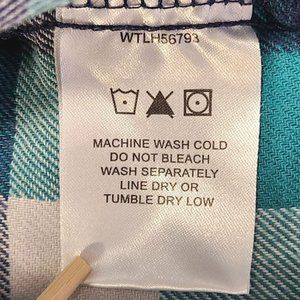 WTLH56793
MACHINE WASH COLD
DO NOT BLEACH
WASH SEPARATELY
LINE DRY OR
TUMBLE DRY LOW